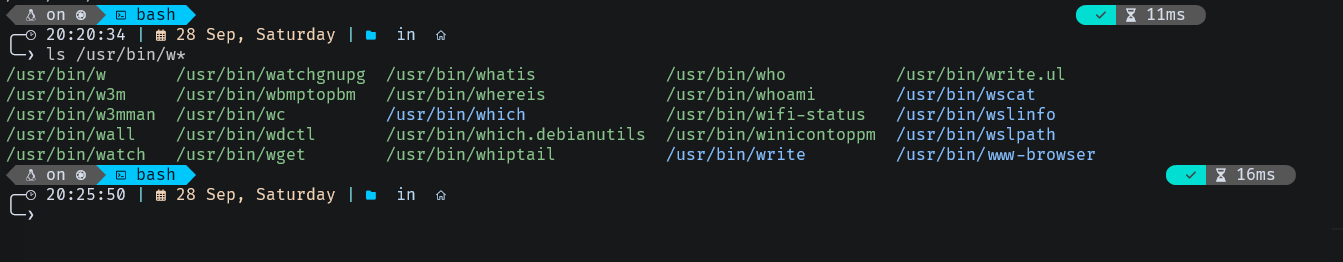 on bash 11ms
20:20:34 | 28 Sep, Saturday | in
ls /usr/bin/w*
/usr/bin/w /usr/bin/watchgnupg /usr/bin/whatis /usr/bin/who /usr/bin/write.ul
/usr/bin/w3m /usr/bin/wbmptopbm /usr/bin/whereis /usr/bin/whoami /usr/bin/wscat
/usr/bin/w3mman /usr/bin/wc /usr/bin/which /usr/bin/wifi-status /usr/bin/wslinfo
/usr/bin/wall /usr/bin/wdctl /usr/bin/which.debianutils /usr/bin/winicontoppm /usr/bin/wslpath
/usr/bin/watch /usr/bin/wget /usr/bin/whiptail /usr/bin/write /usr/bin/www-browser
on bash 16ms
20:25:50 | 28 Sep, Saturday | in